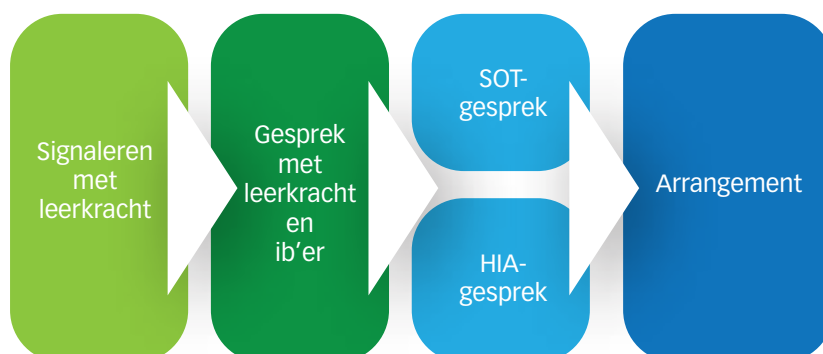 Signaleren
met
leerkracht
Gesprek
met
leerkracht
en
ib’er
SOT-
gesprek
HIA-
gesprek
Arrangement